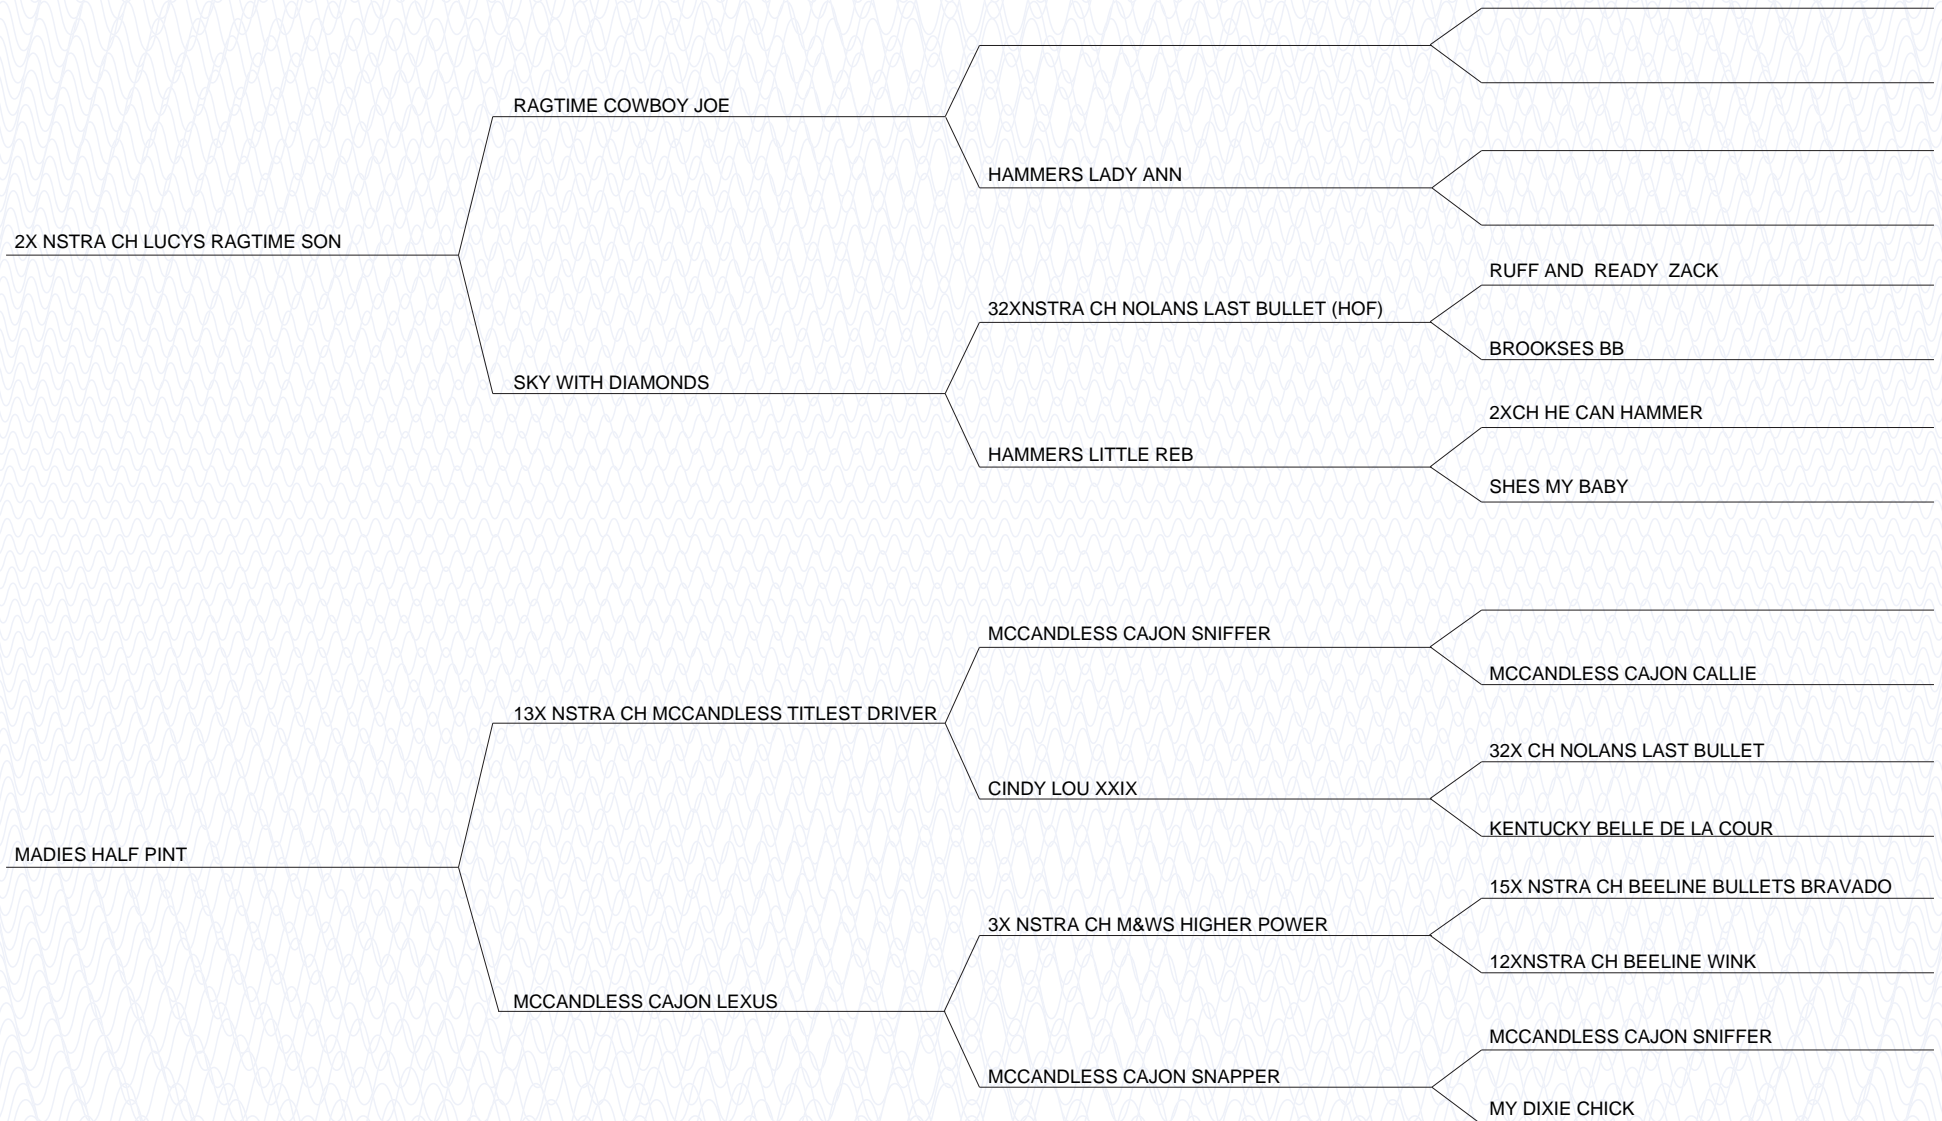 RAGTIME COWBOY JOE
HAMMERS LADY ANN
2X NSTRA CH LUCYS RAGTIME SON
RUFF AND  READY  ZACK
32XNSTRA CH NOLANS LAST BULLET (HOF)
BROOKSES BB
SKY WITH DIAMONDS
2XCH HE CAN HAMMER
HAMMERS LITTLE REB
SHES MY BABY
MCCANDLESS CAJON SNIFFER
MCCANDLESS CAJON CALLIE
13X NSTRA CH MCCANDLESS TITLEST DRIVER
32X CH NOLANS LAST BULLET
CINDY LOU XXIX
KENTUCKY BELLE DE LA COUR
MADIES HALF PINT
15X NSTRA CH BEELINE BULLETS BRAVADO
3X NSTRA CH M&WS HIGHER POWER
12XNSTRA CH BEELINE WINK
MCCANDLESS CAJON LEXUS
MCCANDLESS CAJON SNIFFER
MCCANDLESS CAJON SNAPPER
MY DIXIE CHICK